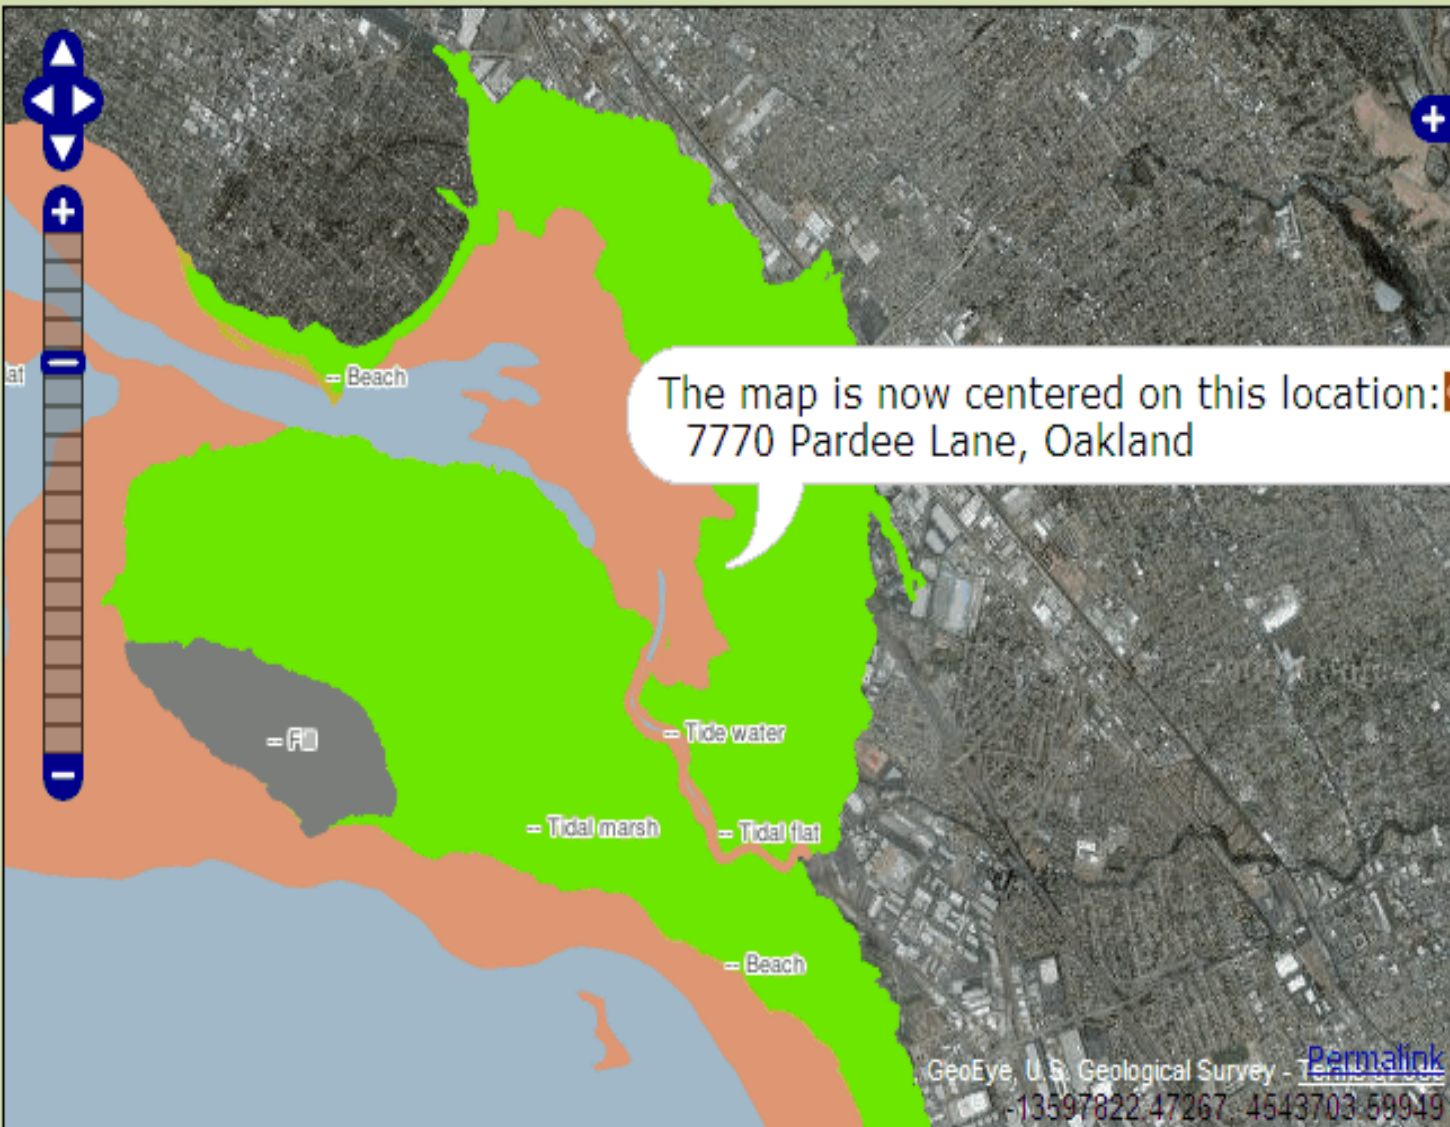 at
-- Beach
The map is now centered on this location:
7770 Pardee Lane, Oakland
-- Tide water
-- Tidal marsh
-- Tidal flat
-- Beach
Permalink
GeoEye, U.S. Geological Survey -
-13597822.47267, 4543703.59949